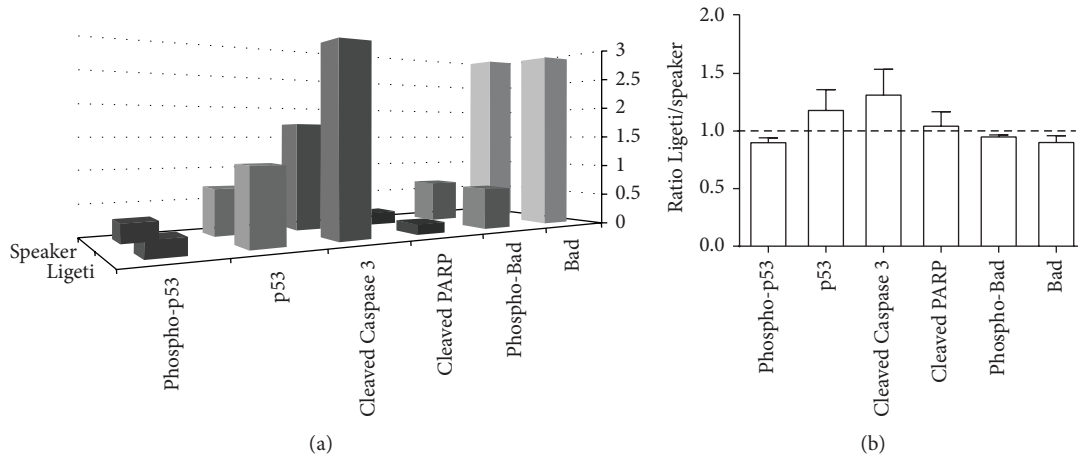 3
2.5
2
1.5
1
0.5
0
Speaker
Ligeti
Phospho-p53
p53
Cleaved Caspase 3
Cleaved PARP
Phospho-Bad
Bad
(a)
Ratio Ligeti/speaker
2.0
1.5
1.0
0.5
0.0
Phospho-p53
p53
Cleaved Caspase 3
Cleaved PARP
Phospho-Bad
Bad
(b)